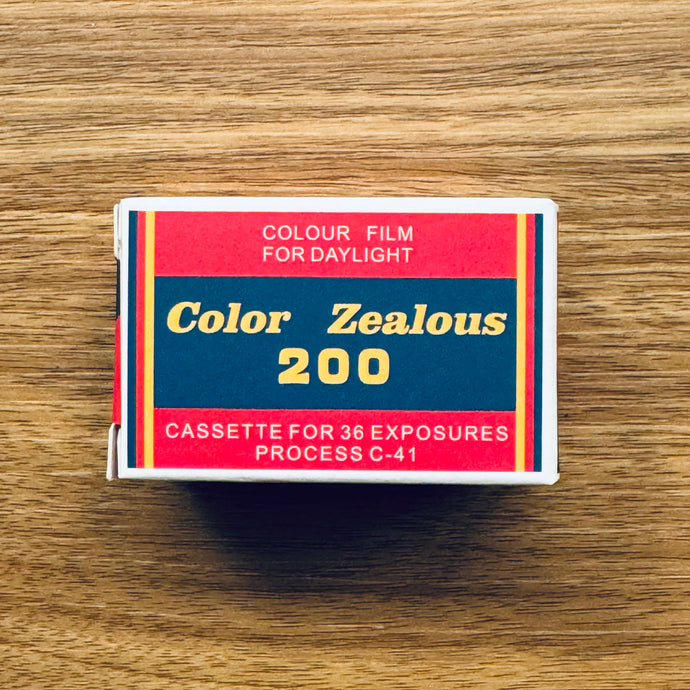 COLOUR FILM
FOR DAYLIGHT
Color Zealous
200
CASSETTE FOR 36 EXPOSURES
PROCESS C-41